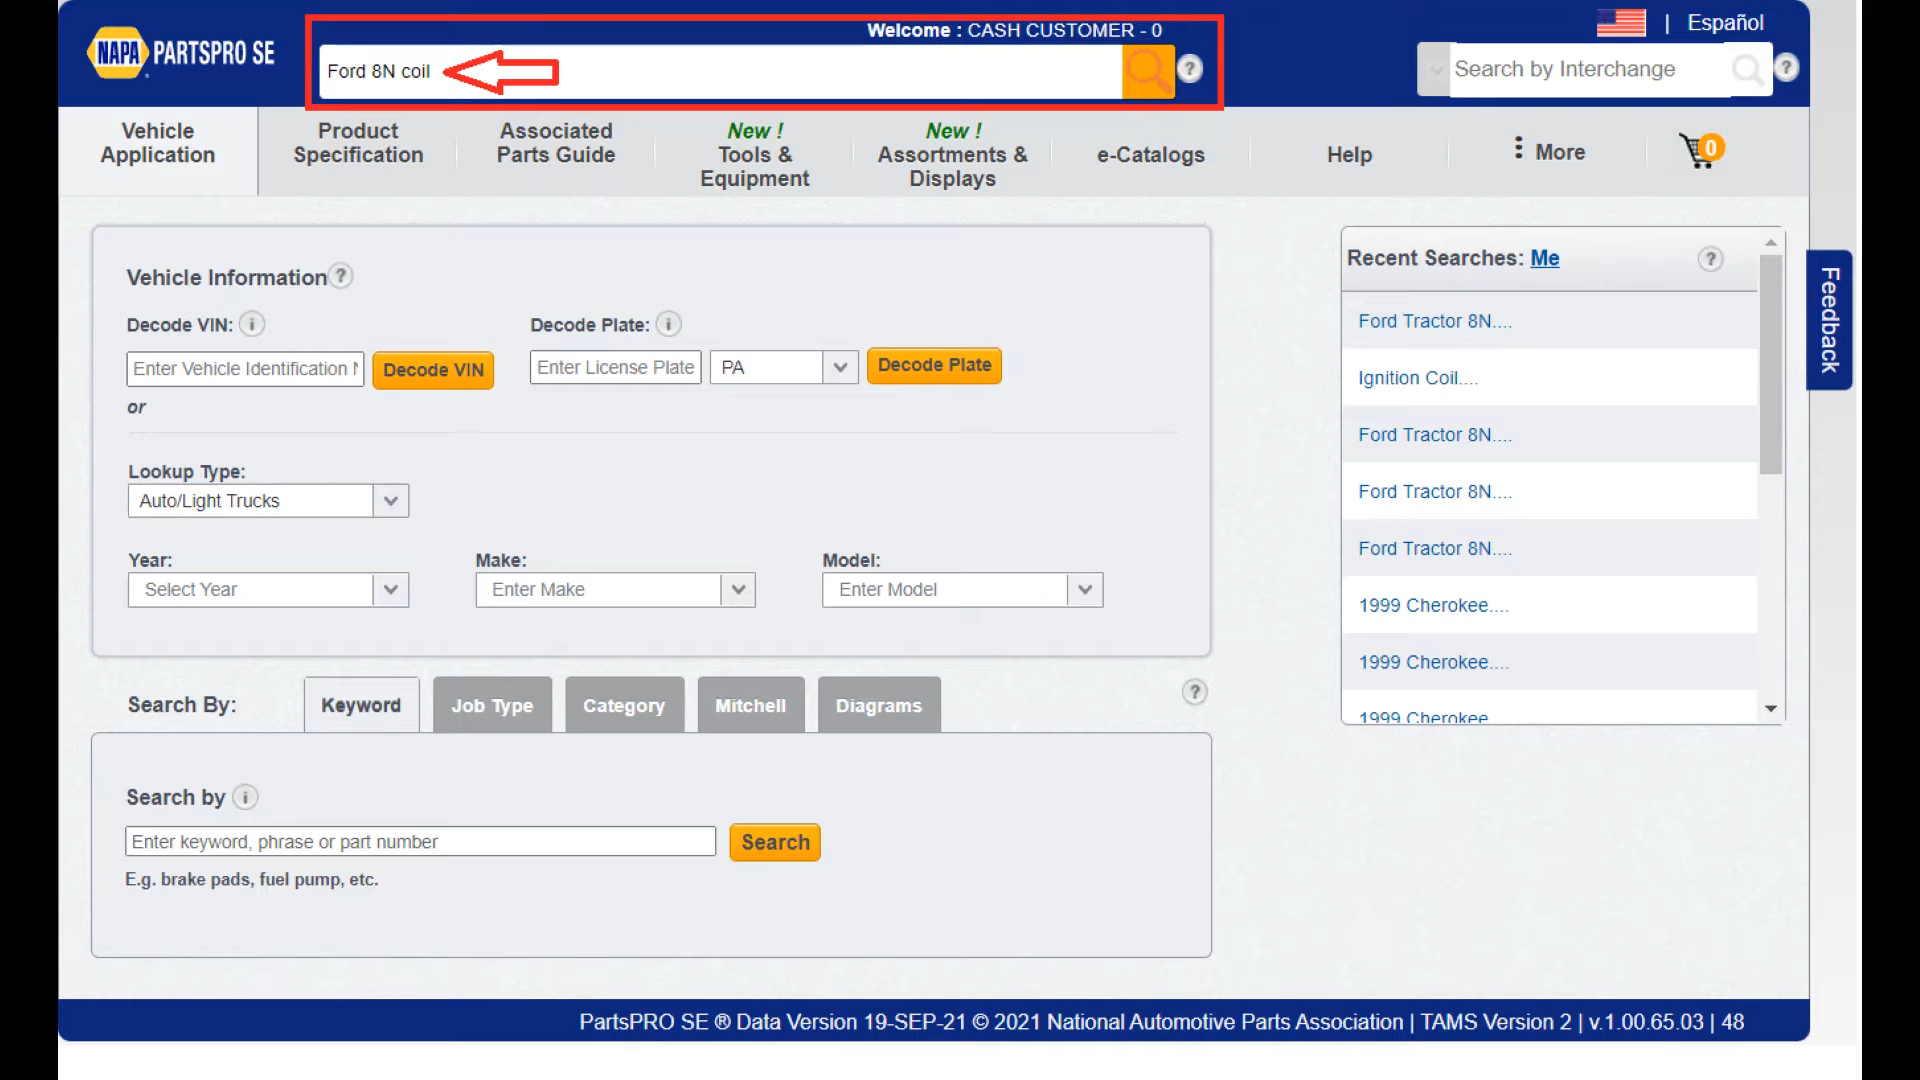 Welcome : CASH CUSTOMER - 0
| Español
NAPA PARTSPRO SE
Ford 8N coil
?
Search by Interchange
?
Vehicle
Application
Product
Specification
Associated
Parts Guide
New !
Tools &
Equipment
New !
Assortments &
Displays
e-Catalogs
Help
More
0
Vehicle Information ?
Decode VIN: i
Decode Plate: i
Enter Vehicle Identification N
Decode VIN
Enter License Plate
PA
Decode Plate
or
Lookup Type:
Auto/Light Trucks
Year:
Make:
Model:
Select Year
Enter Make
Enter Model
Search By:
Keyword
Job Type
Category
Mitchell
Diagrams
?
Search by i
Enter keyword, phrase or part number
Search
E.g. brake pads, fuel pump, etc.
Recent Searches: Me
?
Ford Tractor 8N....
Ignition Coil....
Ford Tractor 8N....
Ford Tractor 8N....
Ford Tractor 8N....
1999 Cherokee....
1999 Cherokee....
1999 Cherokee
Feedback
PartsPRO SE ® Data Version 19-SEP-21 © 2021 National Automotive Parts Association | TAMS Version 2 | v.1.00.65.03 | 48